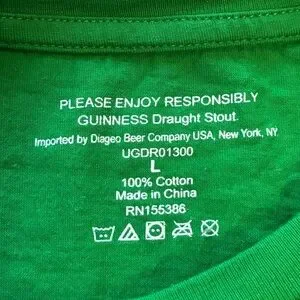 PLEASE ENJOY RESPONSIBLY
GUINNESS Draught Stout.
Imported by Diageo Beer Company USA, New York, NY
UGDR01300
L
100% Cotton
Made in China
RN155386